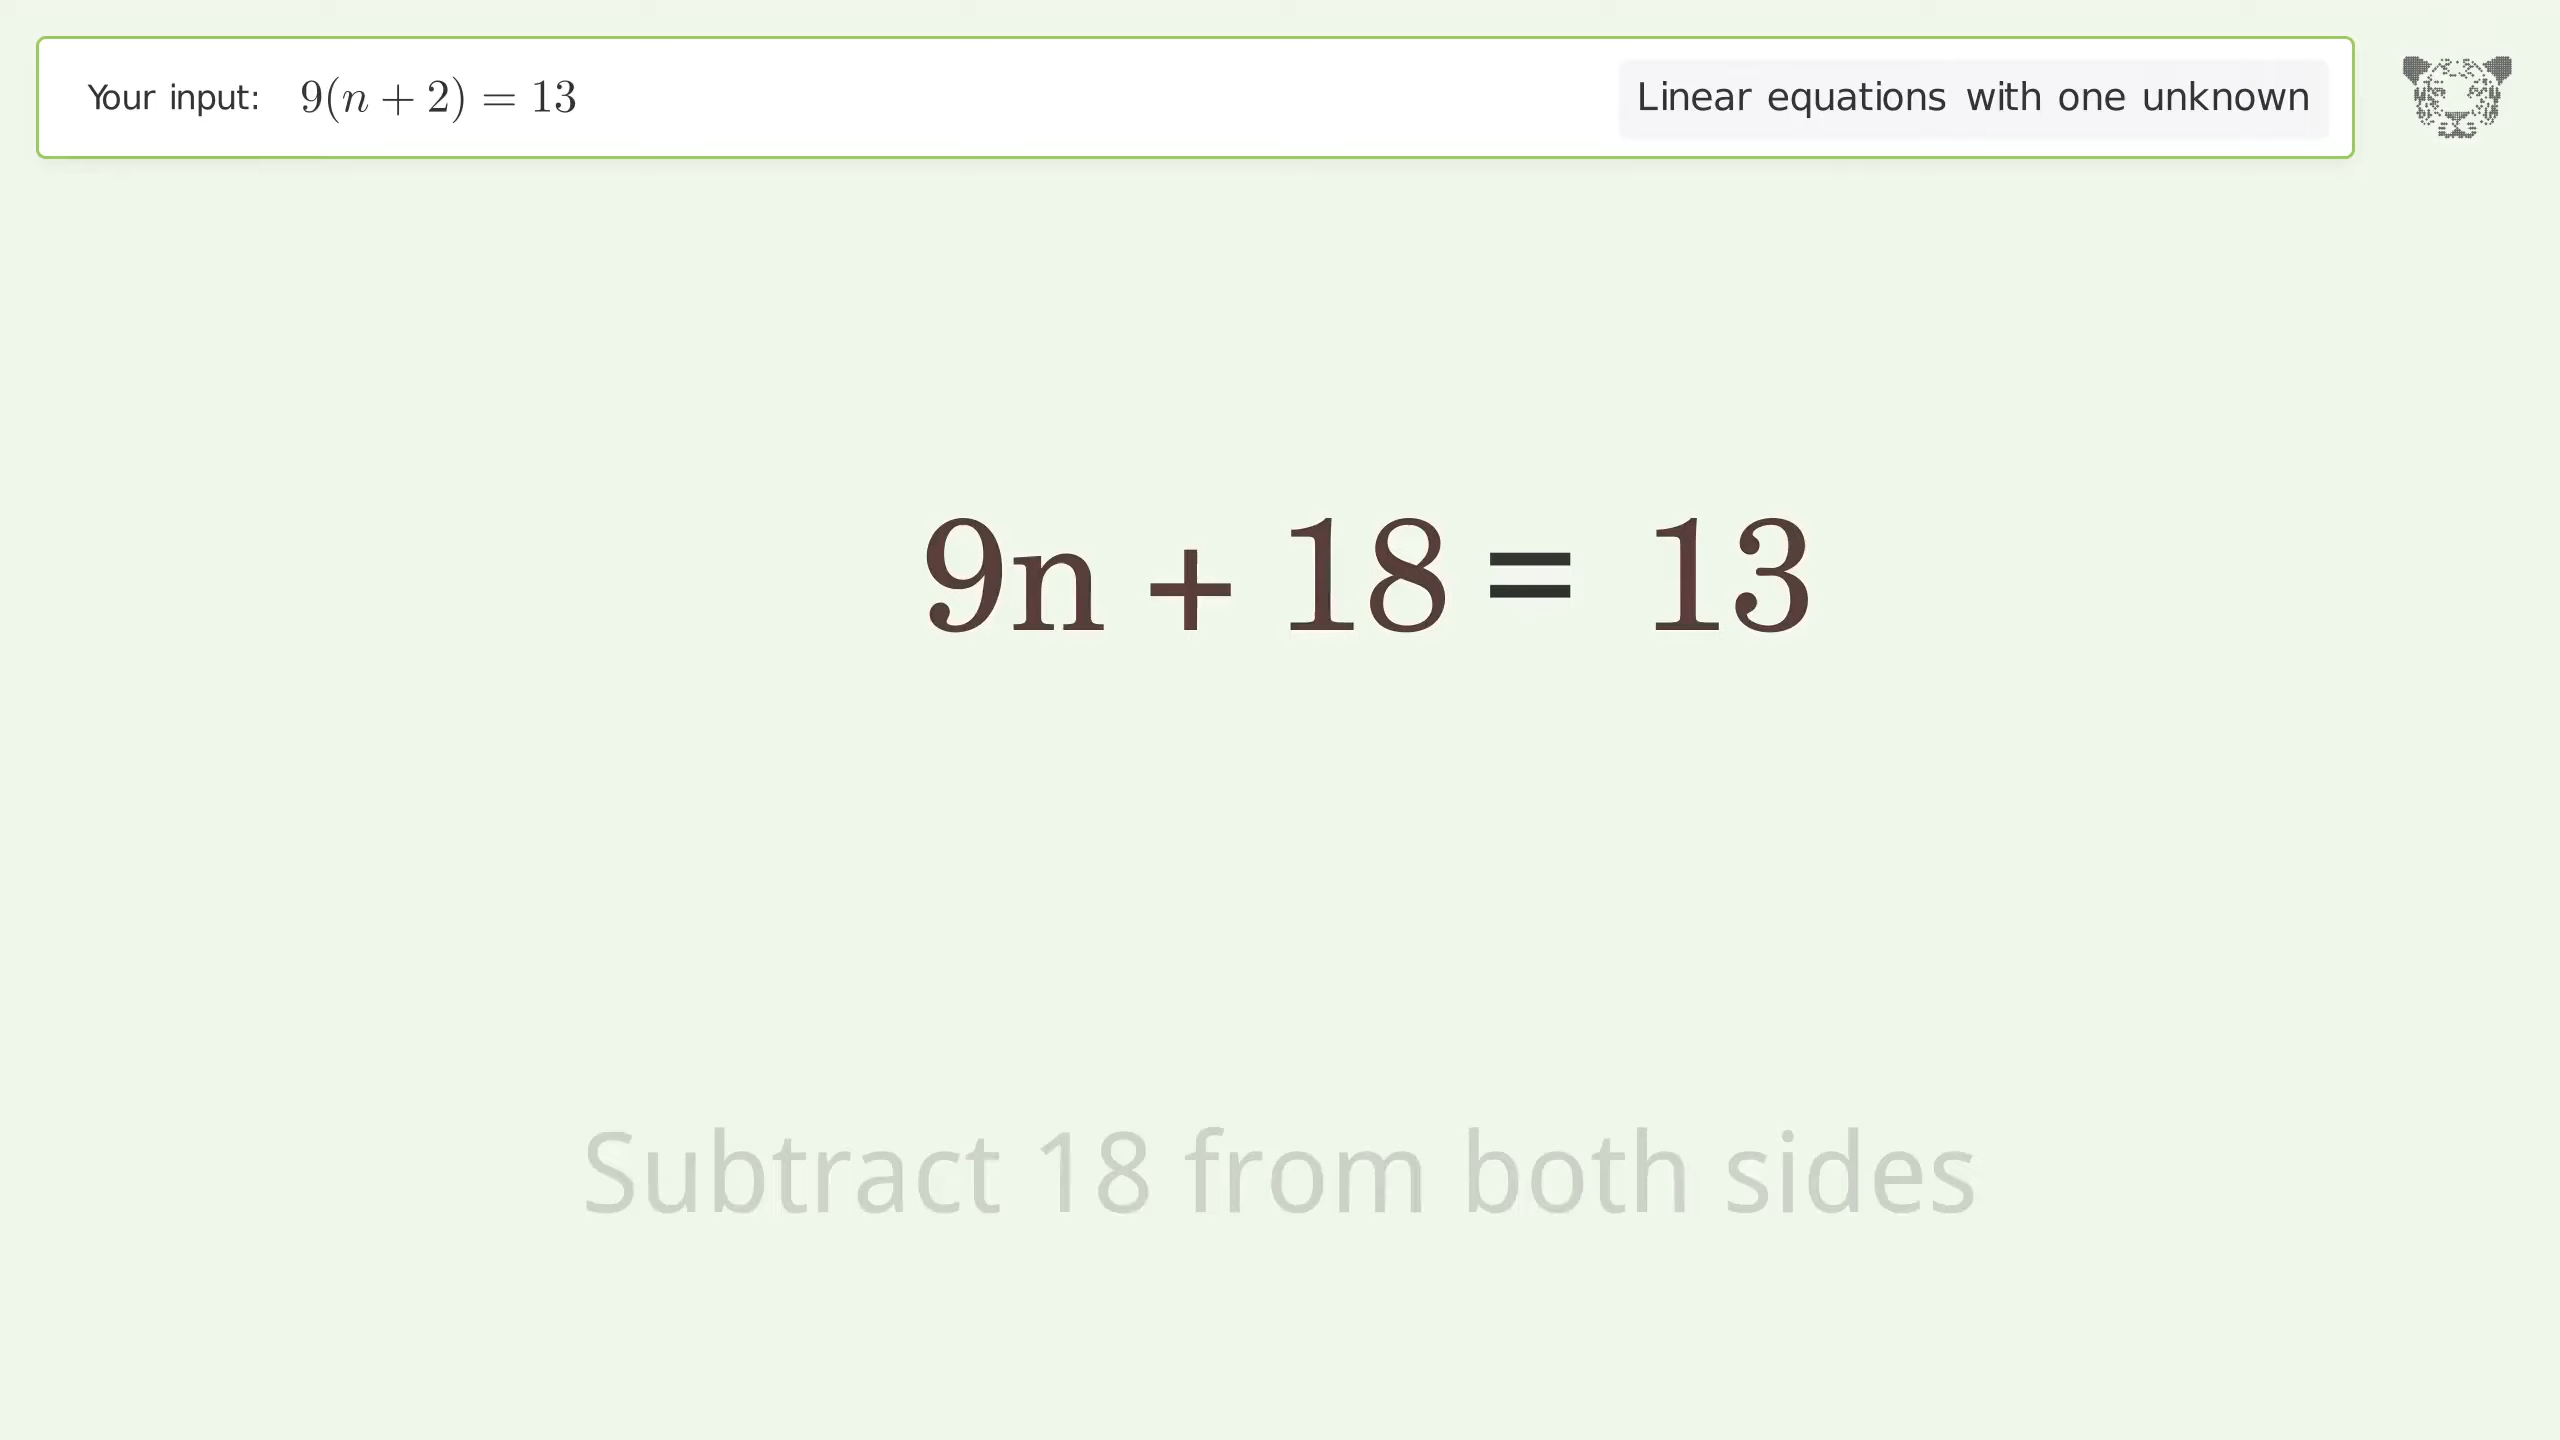 Your input: 9(n + 2) = 13
Linear equations with one unknown
9n + 18 = 13
Subtract 18 from both sides